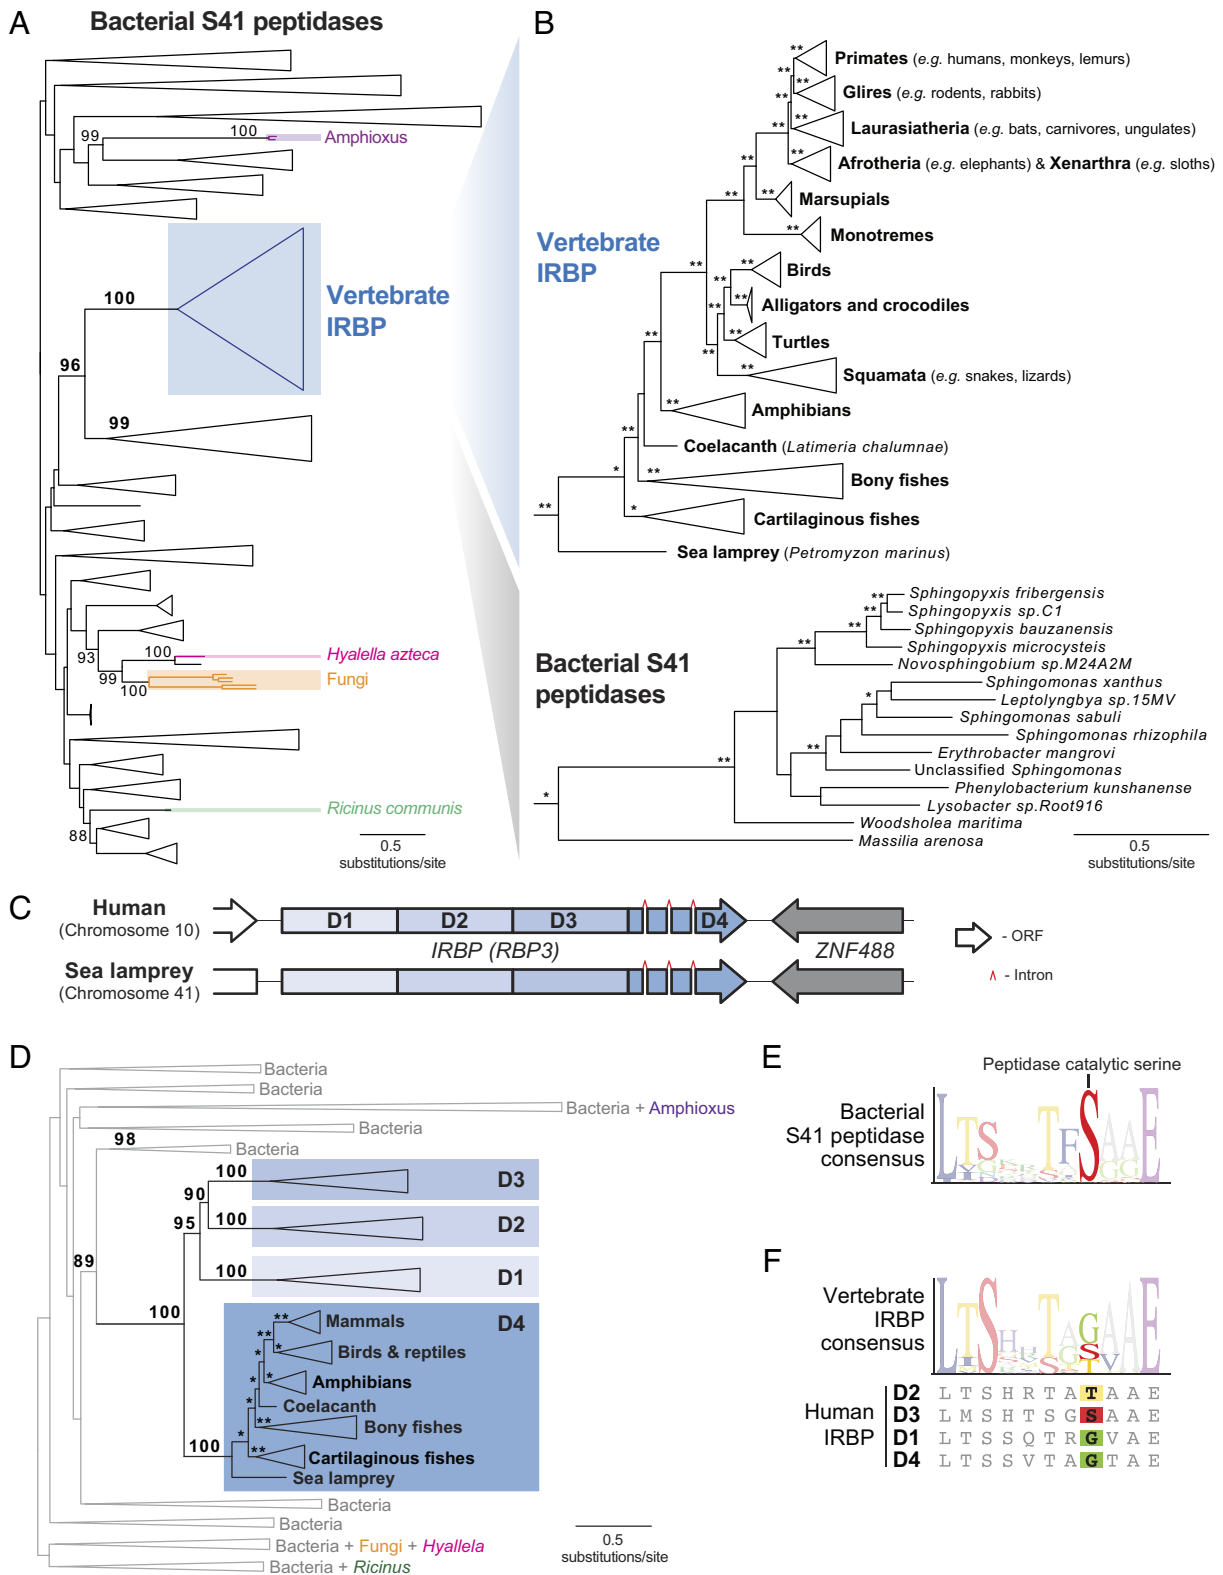 A
Bacterial S41 peptidases
99
100
Amphioxus
100
Vertebrate
IRBP
96
99
93
100
Hyalella azteca
99
100
Fungi
Ricinus communis
88
0.5
substitutions/site
B
** Primates (e.g. humans, monkeys, lemurs)
**
** Glires (e.g. rodents, rabbits)
**
** Laurasiatheria (e.g. bats, carnivores, ungulates)
**
** Afrotheria (e.g. elephants) & Xenarthra (e.g. sloths)
**
** Marsupials
**
** Monotremes
Vertebrate
IRBP
** Birds
**
**
** Alligators and crocodiles
**
** ** Turtles
**
** Squamata (e.g. snakes, lizards)
** Amphibians
**
Coelacanth (Latimeria chalumnae)
* ** Bony fishes
** * Cartilaginous fishes
Sea lamprey (Petromyzon marinus)
Bacterial S41
peptidases
** Sphingopyxis fribergensis
** Sphingopyxis sp.C1
** Sphingopyxis bauzanensis
** Sphingopyxis microcysteis
Novosphingobium sp.M24A2M
Sphingomonas xanthus
* Leptolyngbya sp.15MV
Sphingomonas sabuli
Sphingomonas rhizophila
** Erythrobacter mangrovi
** Unclassified Sphingomonas
Phenylobacterium kunshanense
* Lysobacter sp.Root916
Woodsholea maritima
Massilia arenosa
0.5
substitutions/site
C
Human
(Chromosome 10)
D1 D2 D3 D4
IRBP (RBP3) ZNF488
Sea lamprey
(Chromosome 41)
- ORF
- Intron
D
Bacteria
Bacteria
Bacteria + Amphioxus
Bacteria
98
Bacteria
100
D3
90
100
D2
95
89
100
D1
100
D4
** Mammals
**
* Birds & reptiles
*
* Amphibians
* Coelacanth
** Bony fishes
*
100 ** Cartilaginous fishes
Sea lamprey
Bacteria
Bacteria
Bacteria + Fungi + Hyallela
Bacteria + Ricinus
0.5
substitutions/site
E
Peptidase catalytic serine
Bacterial
S41 peptidase
consensus
LTS TFSAAE
F
Vertebrate
IRBP
consensus
LTSHTAGAAE
Human
IRBP
D2 L T S H R T A T A A E
D3 L M S H T S G S A A E
D1 L T S S Q T R G V A E
D4 L T S S V T A G T A E